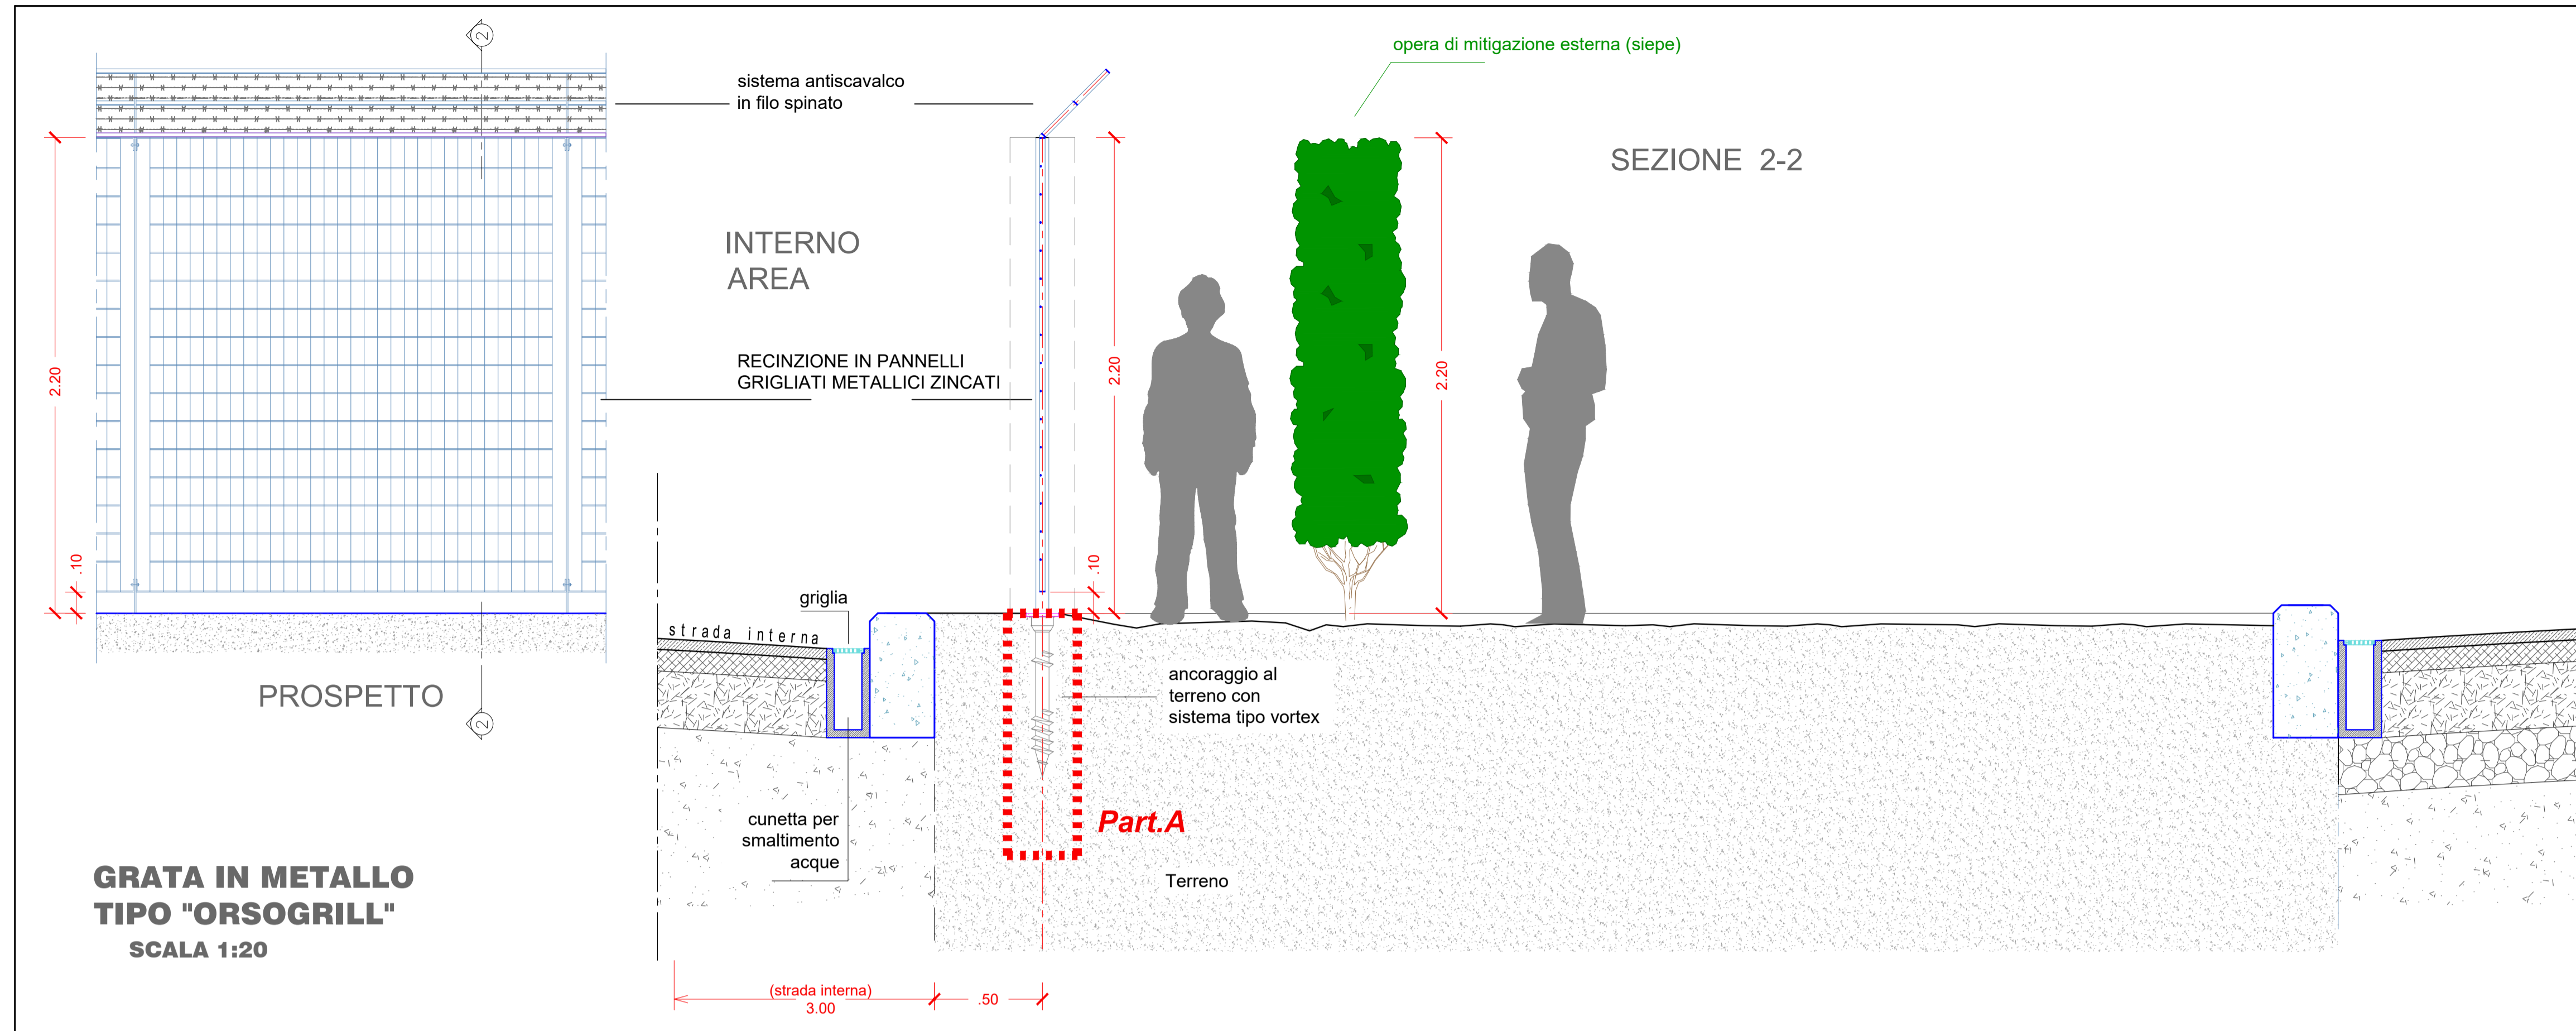 2
sistema antiscavalco
in filo spinato
opera di mitigazione esterna (siepe)
SEZIONE 2-2
INTERNO
AREA
RECINZIONE IN PANNELLI
GRIGLIATI METALLICI ZINCATI
2.20
2.20
2.20
.10
.10
griglia
strada interna
ancoraggio al
terreno con
sistema tipo vortex
PROSPETTO
2
cunetta per
smaltimento
acque
Part.A
Terreno
GRATA IN METALLO
TIPO "ORSOGRILL"
SCALA 1:20
(strada interna)
3.00
.50